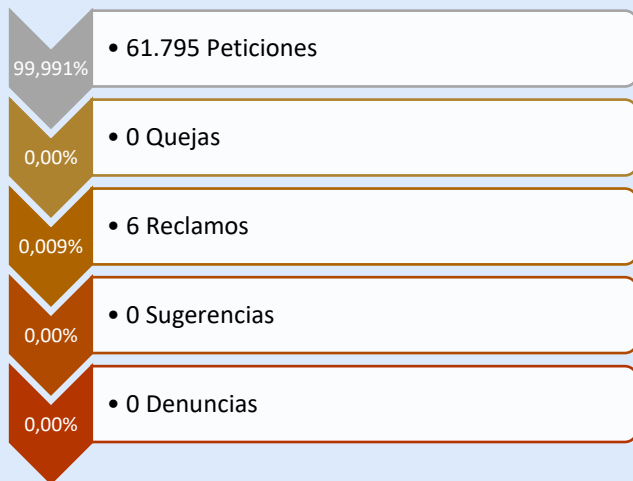 99,991%
• 61.795 Peticiones
0,00%
• 0 Quejas
0,009%
• 6 Reclamos
0,00%
• 0 Sugerencias
0,00%
• 0 Denuncias